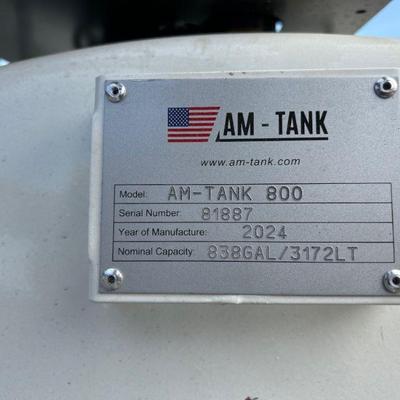 AM - TANK
www.am-tank.com
Model: AM-TANK 800
Serial Number: 81887
Year of Manufacture: 2024
Nominal Capacity: 838GAL/3172LT